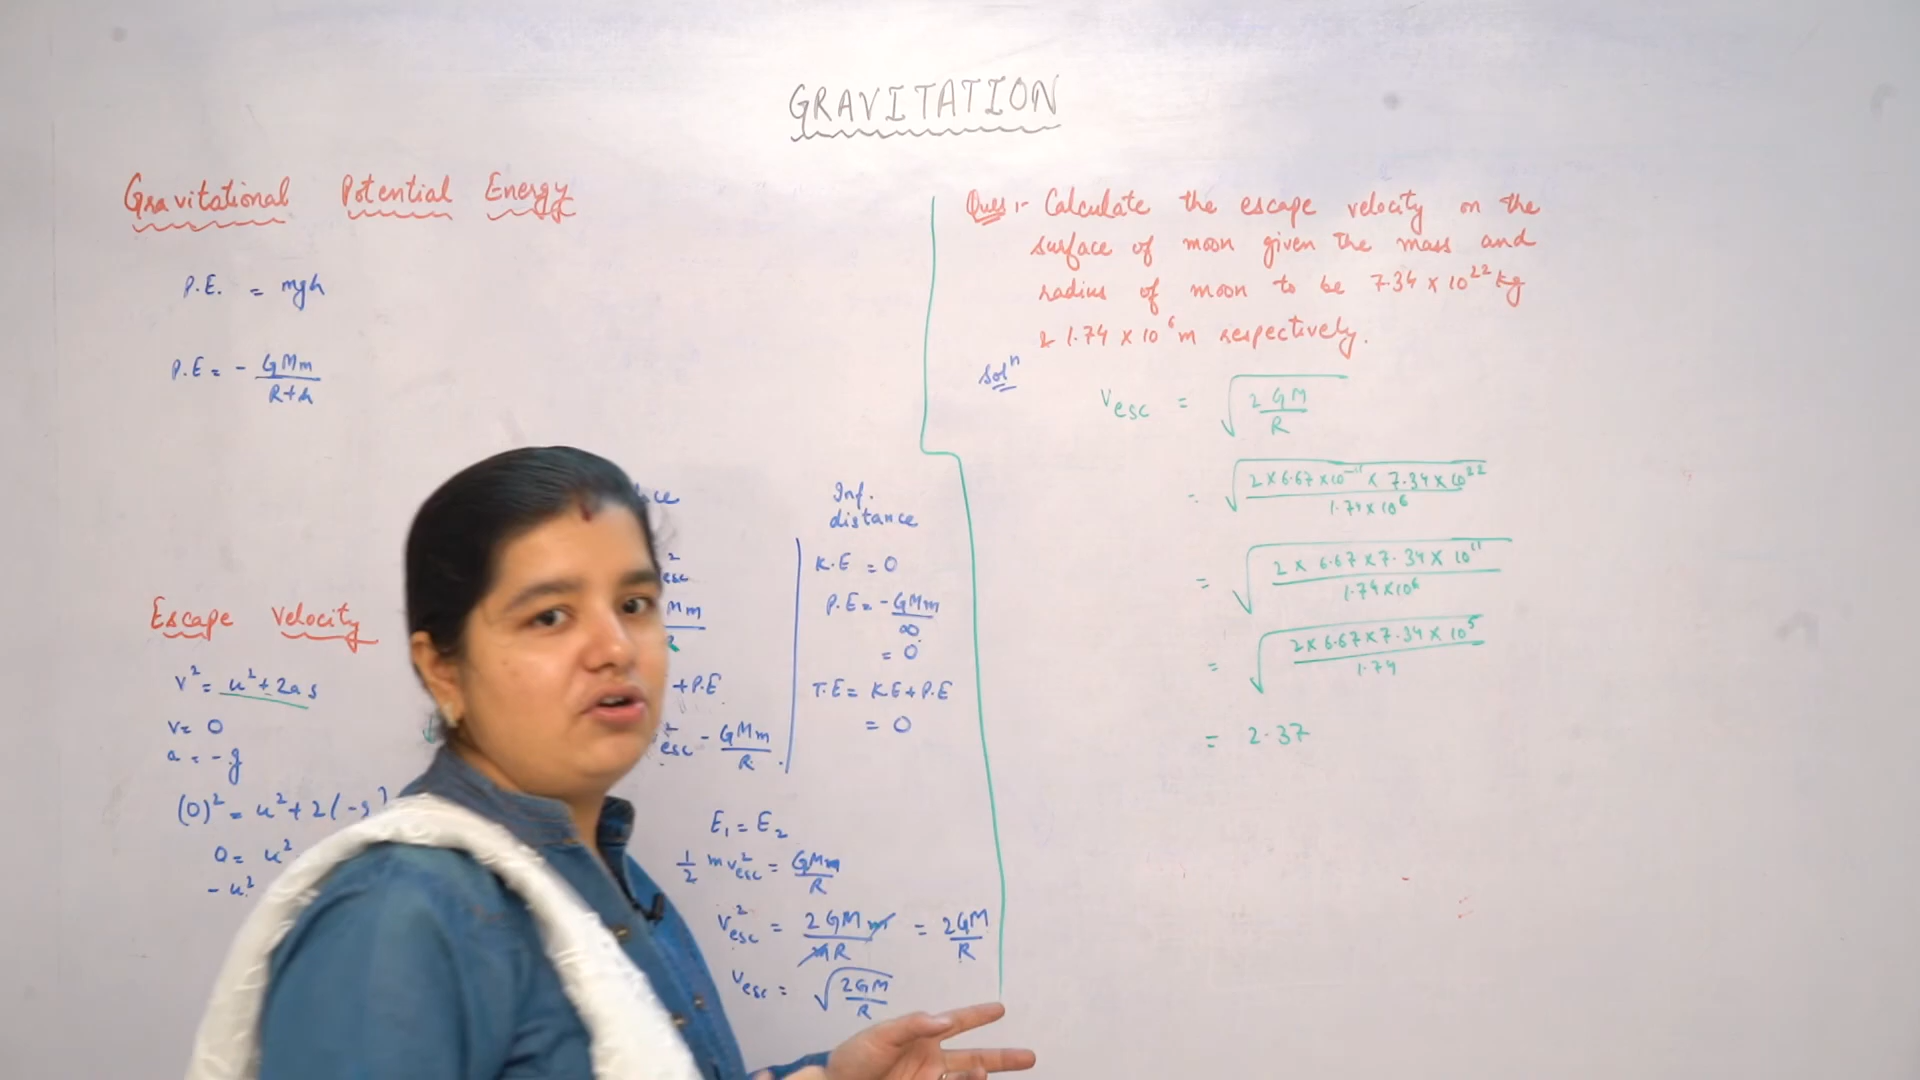 GRAVITATION
Gravitational Potential Energy
P.E. = mgh
P.E = - GMm / R+h
Escape Velocity
v² = u² + 2as
v = 0
a = -g
(0)² = u² + 2(-g)
0 = u²
- u²
esc
Mm
+ P.E
esc - GMm / R
Inf.
distance
K.E = 0
P.E = - GMm / ∞
= 0
T.E = K.E + P.E
= 0
E₁ = E₂
1/2 mv²esc = GMm / R
v²esc = 2GMm / mR = 2GM / R
vesc = √(2GM / R)
Ques 1:- Calculate the escape velocity on the
surface of moon given the mass and
radius of moon to be 7.34 × 10²² kg
& 1.74 × 10⁶ m respectively.
Solⁿ
Vesc = √(2GM / R)
= √(2 × 6.67 × 10⁻¹¹ × 7.34 × 10²² / 1.74 × 10⁶)
= √(2 × 6.67 × 7.34 × 10¹¹ / 1.74 × 10⁶)
= √(2 × 6.67 × 7.34 × 10⁵ / 1.74)
= 2.37